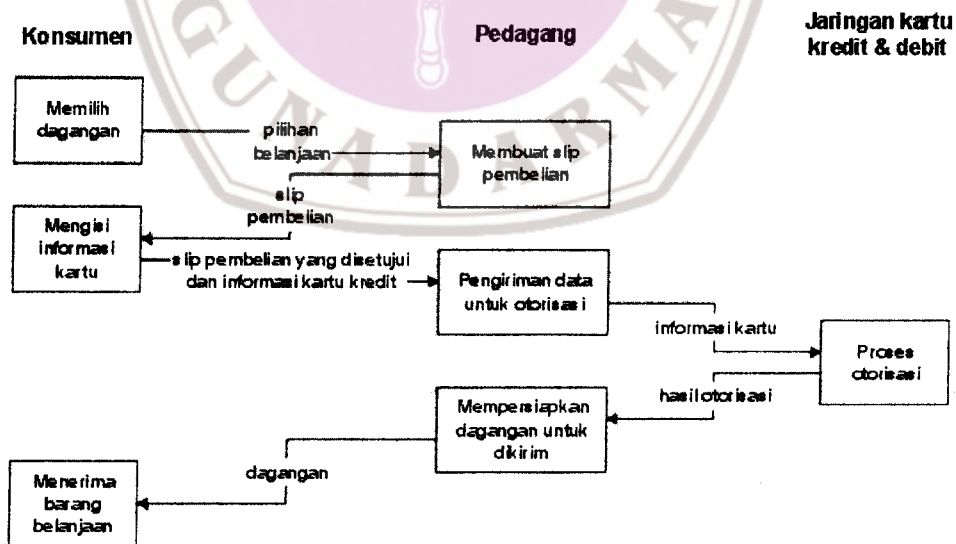 Konsumen
Pedagang
Jaringan kartu
kredit & debit
GUNADARMA
Memilih
dagangan
pilihan
belanjaan
Membuat slip
pembelian
slip
pembelian
Mengisi
informasi
kartu
slip pembelian yang disetujui
dan informasi kartu kredit
Pengiriman data
untuk otorisasi
informasi kartu
Proses
otorisasi
hasil otorisasi
Mempersiapkan
dagangan untuk
dikirim
dagangan
Menerima
barang
belanjaan